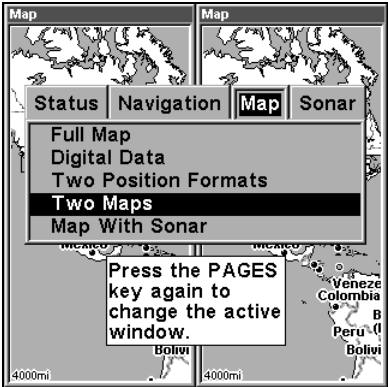 Map Map
Status Navigation Map Sonar
Full Map
Digital Data
Two Position Formats
Two Maps
Map With Sonar
Mexico
Press the PAGES
key again to
change the active
window.
Veneze
Colombia
B
Peru
Bolivi
Bolivi
4000mi
4000mi